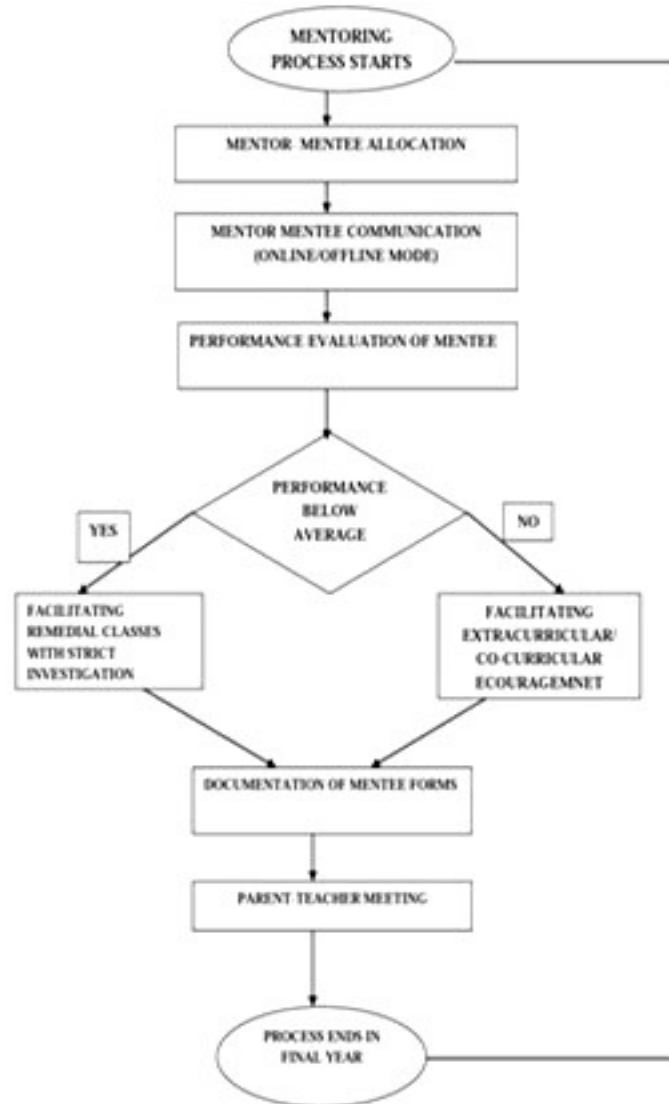 MENTORING
PROCESS STARTS
MENTOR- MENTEE ALLOCATION
MENTOR MENTEE COMMUNICATION
(ONLINE/OFFLINE MODE)
PERFORMANCE EVALUATION OF MENTEE
PERFORMANCE
BELOW
AVERAGE
YES
NO
FACILITATING
REMEDIAL CLASSES
WITH STRICT
INVESTIGATION
FACILITATING
EXTRACURRICULAR/
CO-CURRICULAR
ECOURAGEMNET
DOCUMENTATION OF MENTEE FORMS
PARENT-TEACHER MEETING
PROCESS ENDS IN
FINAL YEAR